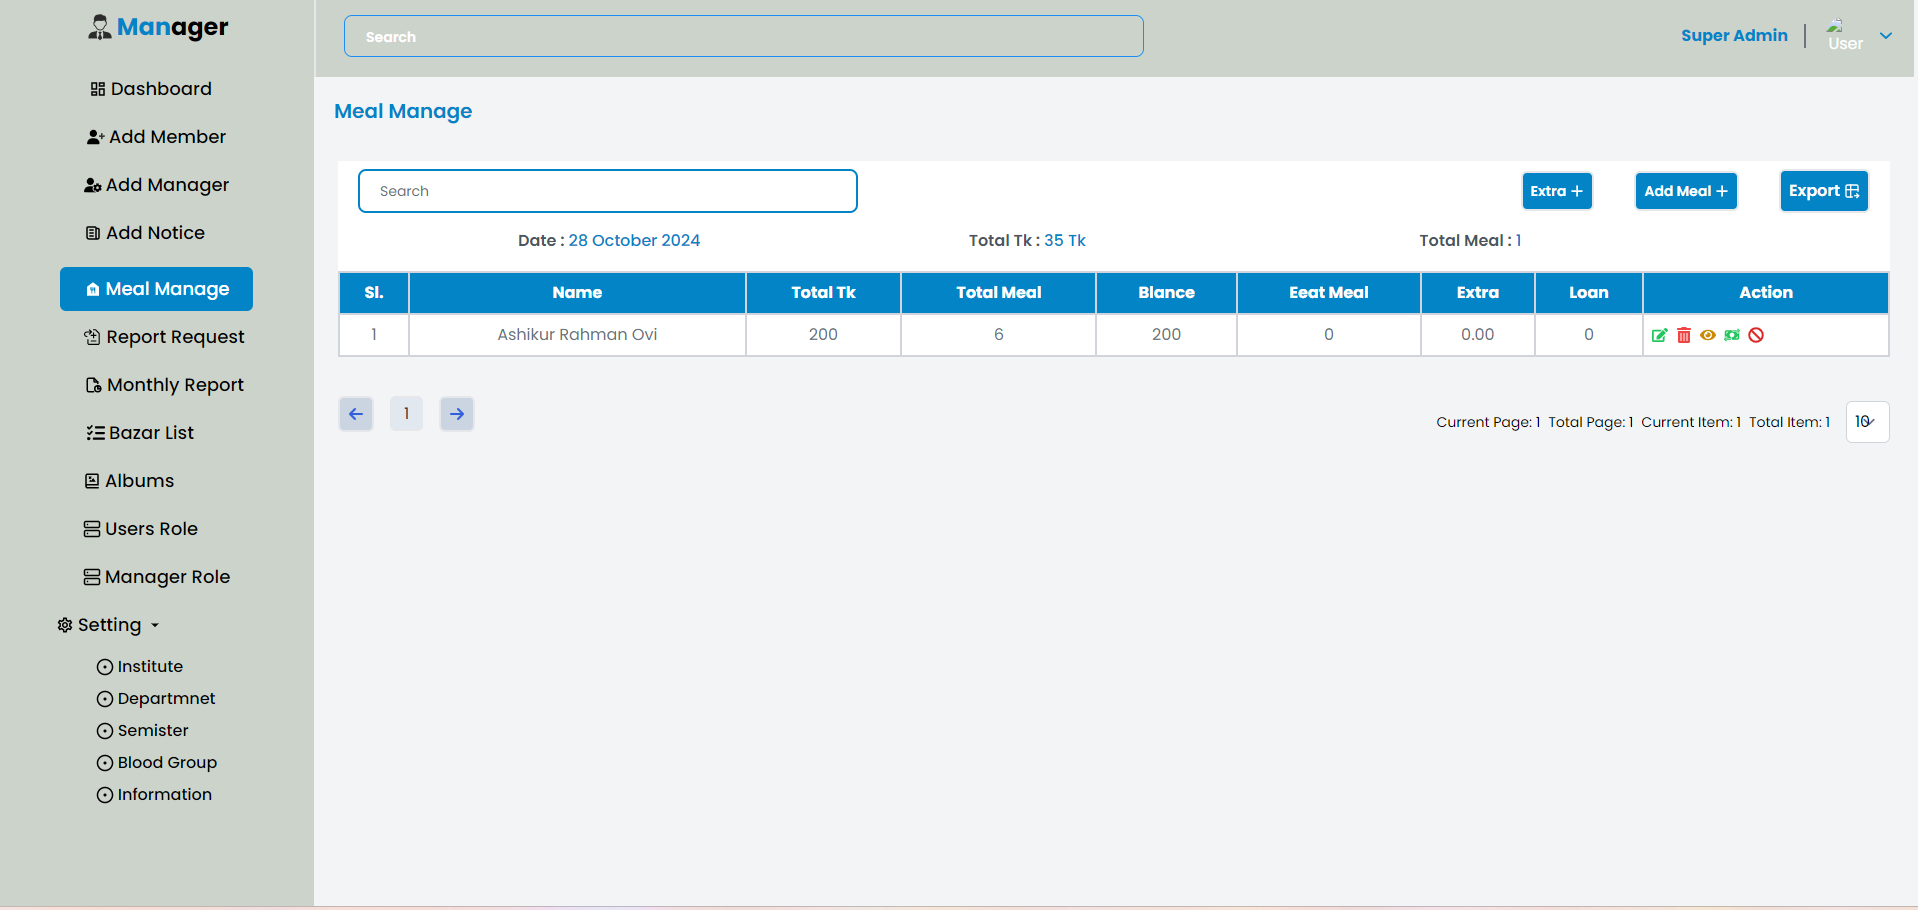 Manager
Search
Super Admin
User
Dashboard
Add Member
Add Manager
Add Notice
Meal Manage
Report Request
Monthly Report
Bazar List
Albums
Users Role
Manager Role
Setting
Institute
Departmnet
Semister
Blood Group
Information
Meal Manage
Search
Extra +
Add Meal +
Export
Date : 28 October 2024 Total Tk : 35 Tk Total Meal : 1
Sl. Name Total Tk Total Meal Blance Eeat Meal Extra Loan Action
1 Ashikur Rahman Ovi 200 6 200 0 0.00 0
1
Current Page: 1 Total Page: 1 Current Item: 1 Total Item: 1 10